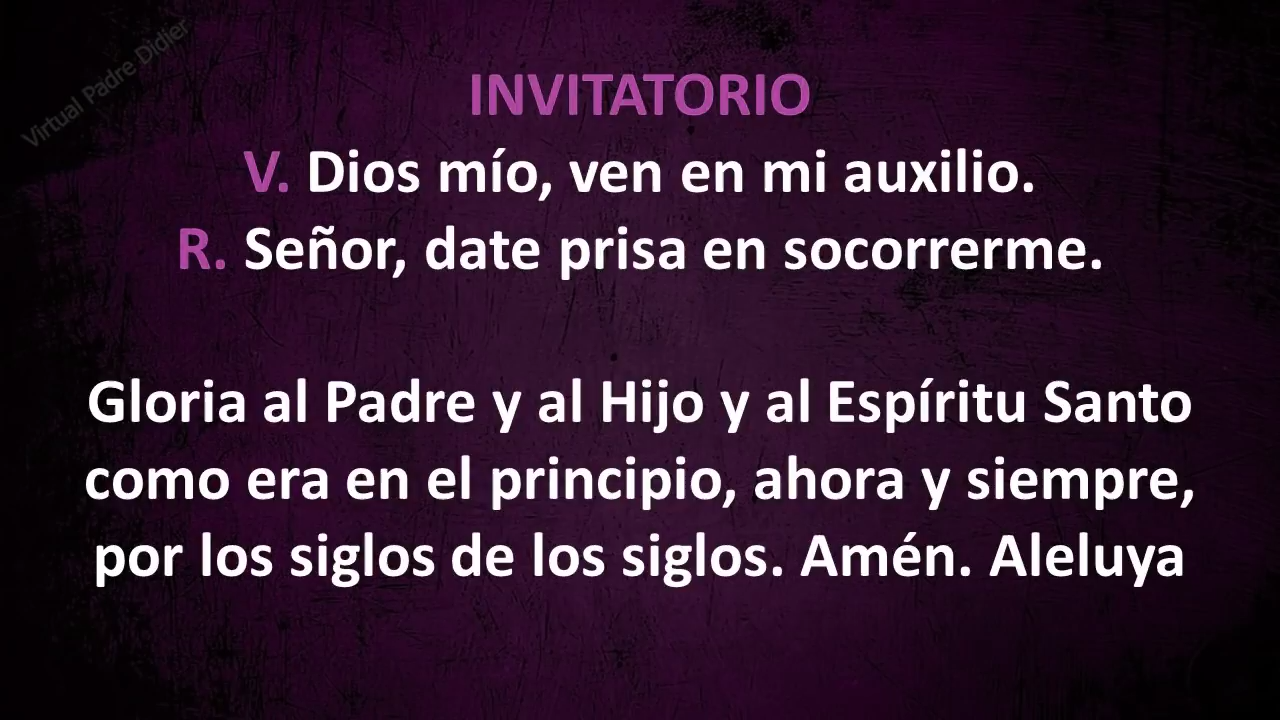 Virtual Padre Didier
INVITATORIO
V. Dios mío, ven en mi auxilio.
R. Señor, date prisa en socorrerme.
Gloria al Padre y al Hijo y al Espíritu Santo
como era en el principio, ahora y siempre,
por los siglos de los siglos. Amén. Aleluya